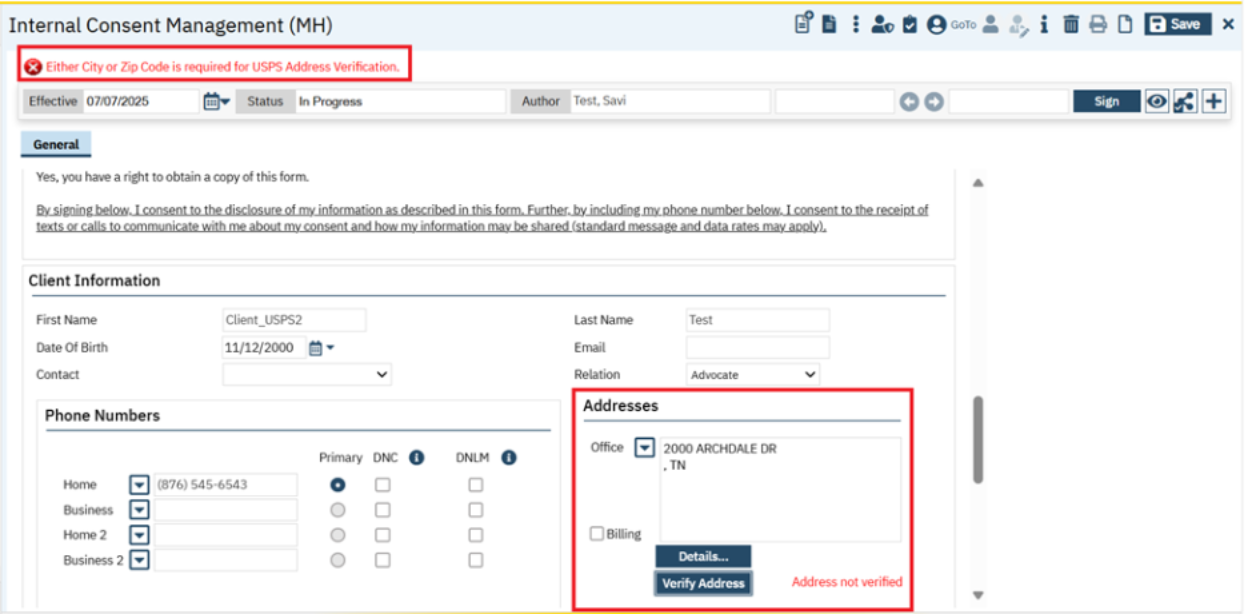 Internal Consent Management (MH)
GoTo
Save
Either City or Zip Code is required for USPS Address Verification.
Effective 07/07/2025 Status In Progress Author Test, Savi Sign
General
Yes, you have a right to obtain a copy of this form.
By signing below, I consent to the disclosure of my information as described in this form. Further, by including my phone number below, I consent to the receipt of
texts or calls to communicate with me about my consent and how my information may be shared (standard message and data rates may apply).
Client Information
First Name Client_USPS2 Last Name Test
Date Of Birth 11/12/2000 Email
Contact Relation Advocate
Phone Numbers
Primary DNC DNLM
Home (876) 545-6543
Business
Home 2
Business 2
Addresses
Office 2000 ARCHDALE DR
, TN
Billing
Details...
Verify Address Address not verified